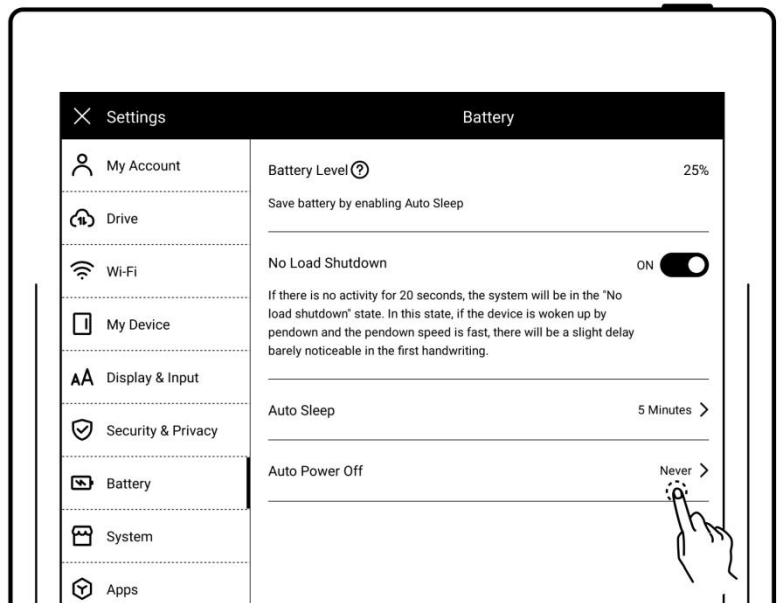 Settings
Battery
My Account
Drive
Wi-Fi
My Device
AA Display & Input
Security & Privacy
Battery
System
Apps
Battery Level ? 25%
Save battery by enabling Auto Sleep
No Load Shutdown ON
If there is no activity for 20 seconds, the system will be in the "No
load shutdown" state. In this state, if the device is woken up by
pendown and the pendown speed is fast, there will be a slight delay
barely noticeable in the first handwriting.
Auto Sleep 5 Minutes >
Auto Power Off Never >